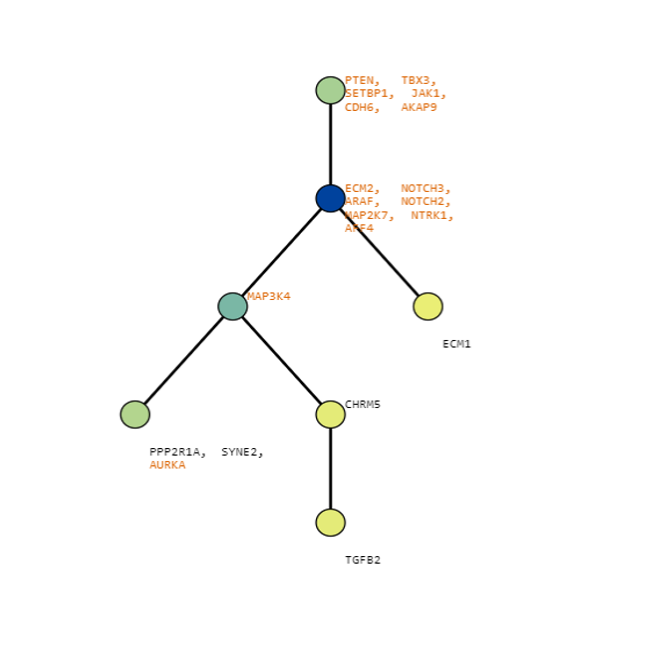 PTEN, TBX3,
SETBP1, JAK1,
CDH6, AKAP9
ECM2, NOTCH3,
ARAF, NOTCH2,
MAP2K7, NTRK1,
MAP3K4
ECM1
CHRM5
PPP2R1A, SYNE2,
AURKA
TGFB2